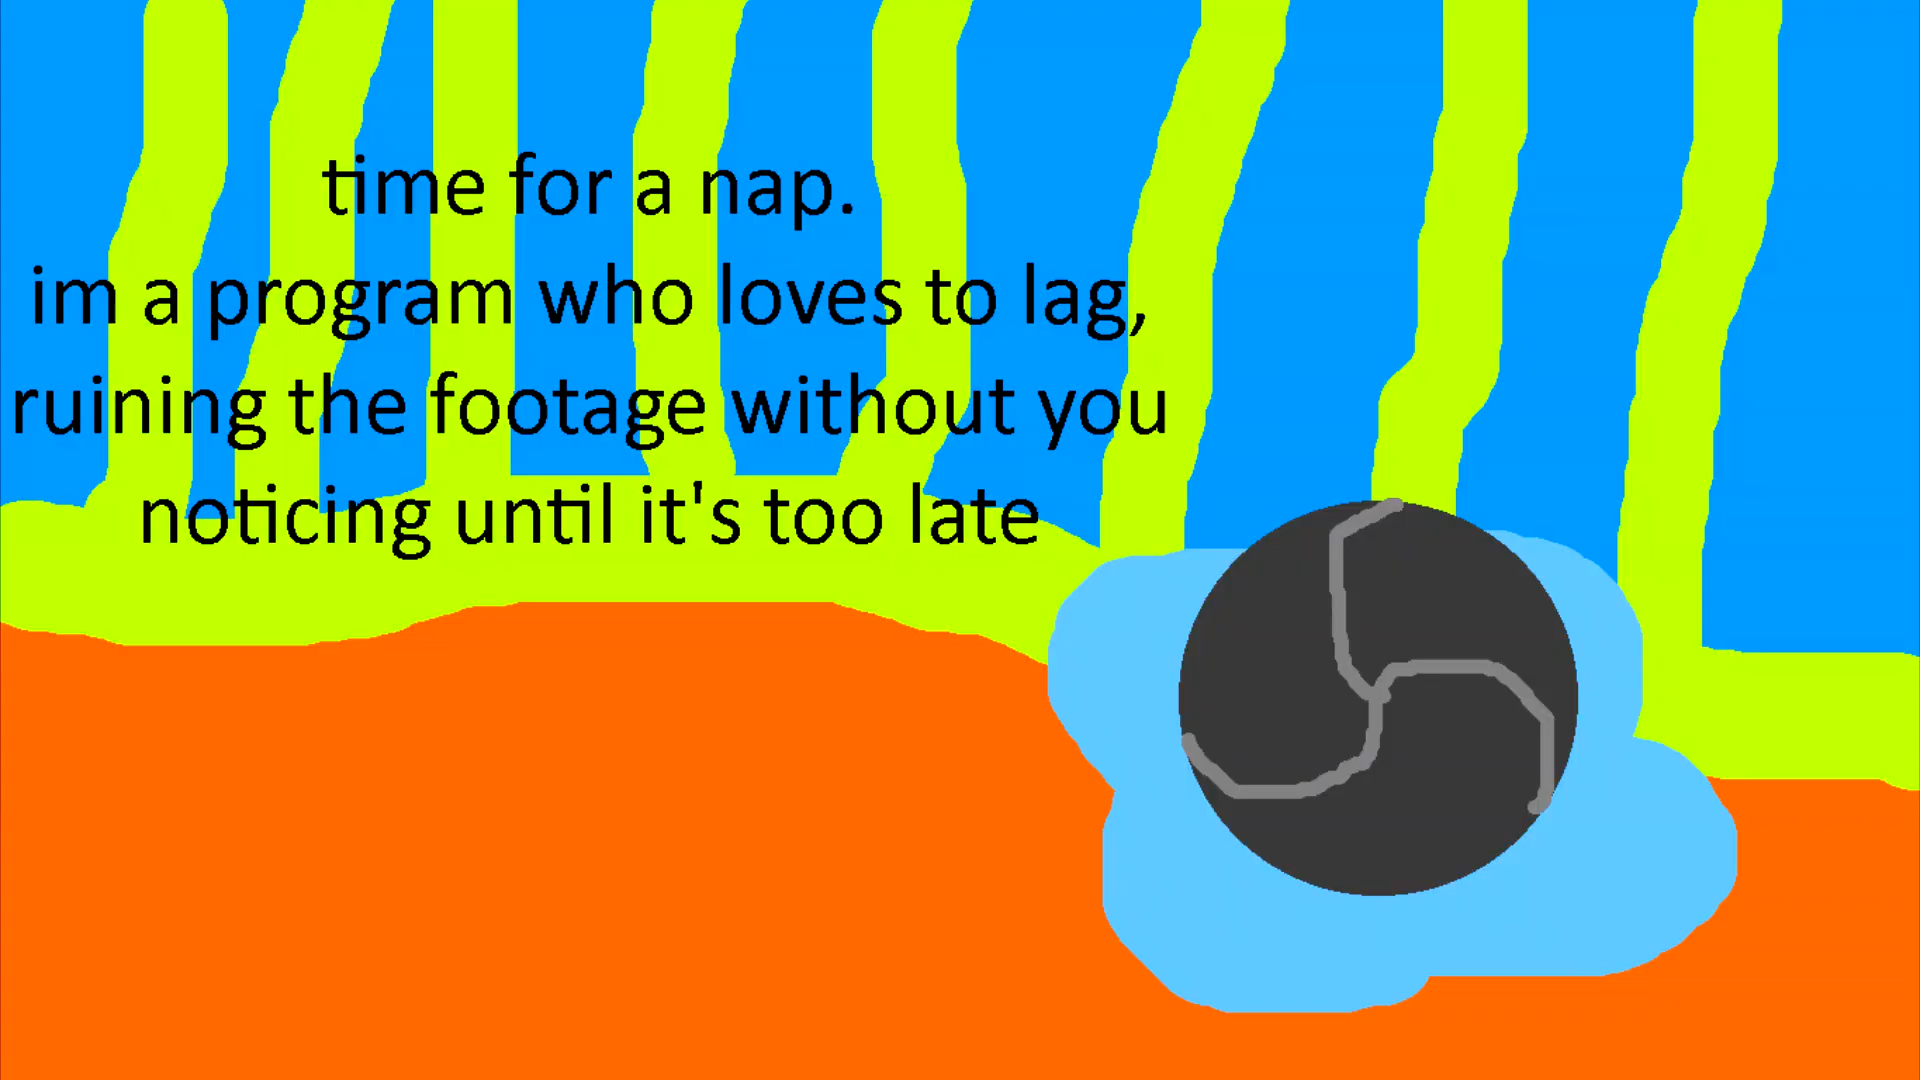 time for a nap.
im a program who loves to lag,
ruining the footage without you
noticing until it's too late